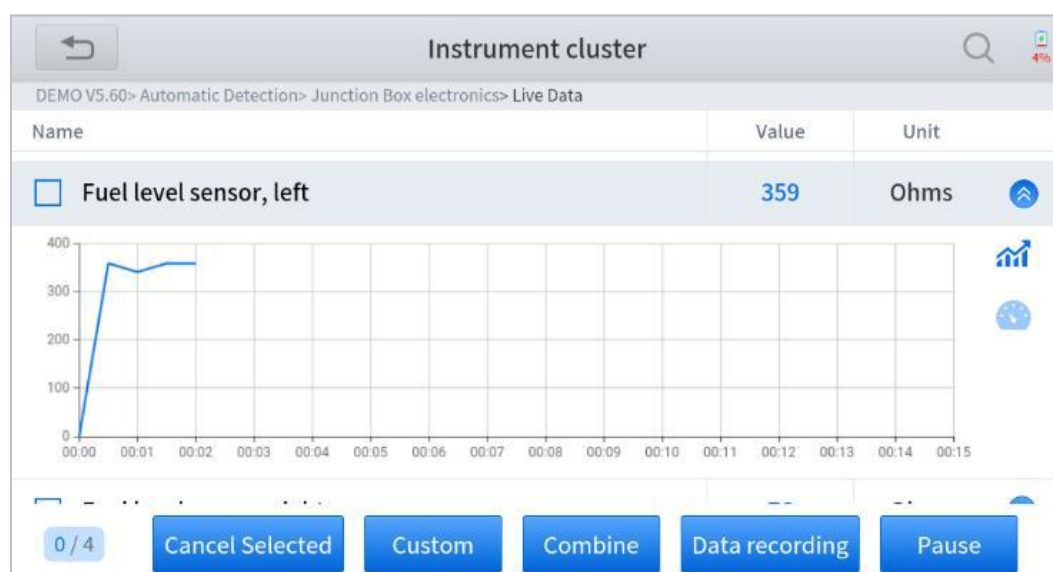 Instrument cluster
4%
DEMO V5.60> Automatic Detection> Junction Box electronics> Live Data
Name Value Unit
Fuel level sensor, left 359 Ohms
400
300
200
100
0
00:00 00:01 00:02 00:03 00:04 00:05 00:06 00:07 00:08 00:09 00:10 00:11 00:12 00:13 00:14 00:15
0 / 4 Cancel Selected Custom Combine Data recording Pause